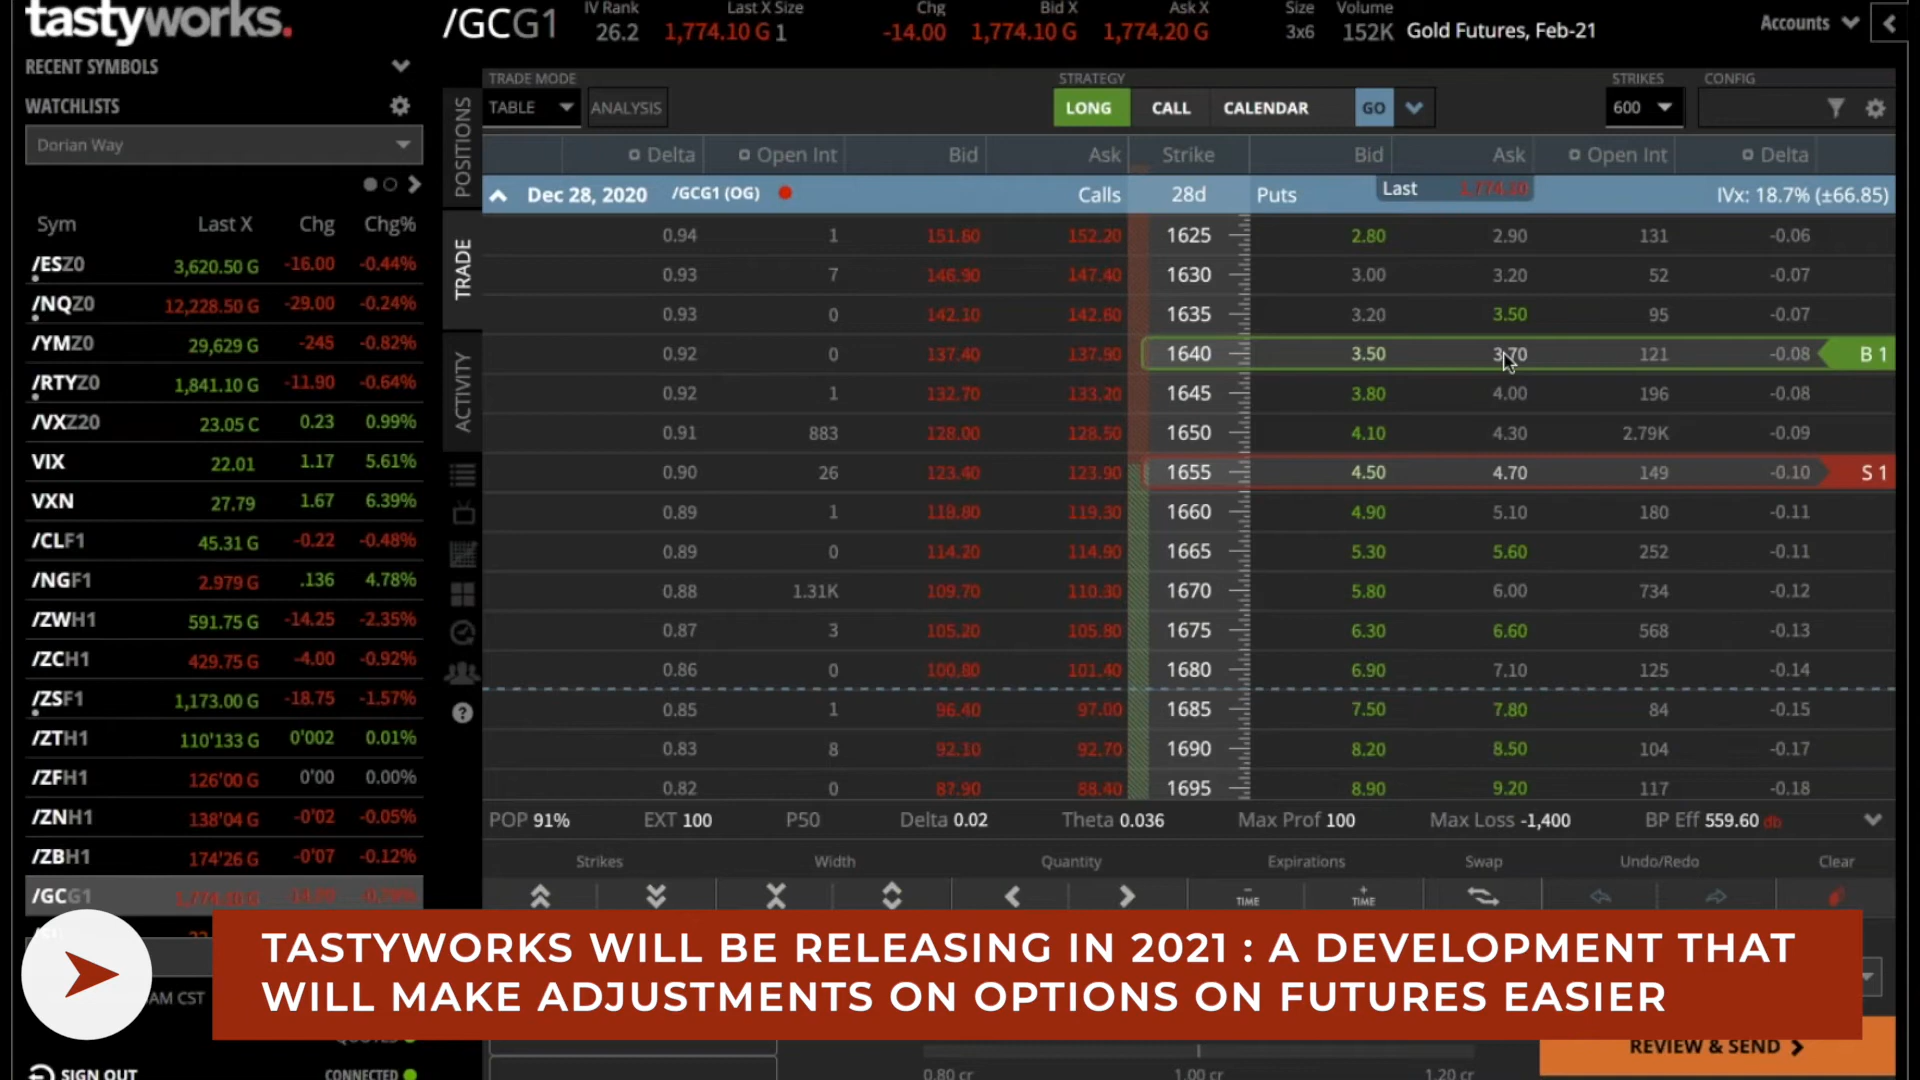 tastyworks.
RECENT SYMBOLS
WATCHLISTS
Dorian Way
Sym Last X Chg Chg%
/ESZ0 3,620.50 G -16.00 -0.44%
/NQZ0 12,228.50 G -29.00 -0.24%
/YMZ0 29,629 G -245 -0.82%
/RTYZ0 1,841.10 G -11.90 -0.64%
/VXZ20 23.05 C 0.23 0.99%
VIX 22.01 1.17 5.61%
VXN 27.79 1.67 6.39%
/CLF1 45.31 G -0.22 -0.48%
/NGF1 2.979 G .136 4.78%
/ZWH1 591.75 G -14.25 -2.35%
/ZCH1 429.75 G -4.00 -0.92%
/ZSF1 1,173.00 G -18.75 -1.57%
/ZTH1 110'133 G 0'002 0.01%
/ZFH1 126'00 G 0'00 0.00%
/ZNH1 138'04 G -0'02 -0.05%
/ZBH1 174'26 G -0'07 -0.12%
/GCG1
AM CST
SIGN OUT CONNECTED
/GCG1 IV Rank Last X Size Chg Bid X Ask X Size Volume
26.2 1,774.10 G 1 -14.00 1,774.10 G 1,774.20 G 3x6 152K Gold Futures, Feb-21 Accounts
POSITIONS
TRADE
ACTIVITY
TRADE MODE STRATEGY STRIKES CONFIG
TABLE ANALYSIS LONG CALL CALENDAR GO 600
Delta Open Int Bid Ask Strike Bid Ask Open Int Delta
Dec 28, 2020 /GCG1 (OG) Calls 28d Puts Last 1,774.10 IVx: 18.7% (±66.85)
0.94 1 151.60 152.20 1625 2.80 2.90 131 -0.06
0.93 7 146.90 147.40 1630 3.00 3.20 52 -0.07
0.93 0 142.10 142.60 1635 3.20 3.50 95 -0.07
0.92 0 137.40 137.90 1640 3.50 3.70 121 -0.08 B 1
0.92 1 132.70 133.20 1645 3.80 4.00 196 -0.08
0.91 883 128.00 128.50 1650 4.10 4.30 2.79K -0.09
0.90 26 123.40 123.90 1655 4.50 4.70 149 -0.10 S 1
0.89 1 118.80 119.30 1660 4.90 5.10 180 -0.11
0.89 0 114.20 114.90 1665 5.30 5.60 252 -0.11
0.88 1.31K 109.70 110.30 1670 5.80 6.00 734 -0.12
0.87 3 105.20 105.80 1675 6.30 6.60 568 -0.13
0.86 0 100.80 101.40 1680 6.90 7.10 125 -0.14
0.85 1 96.40 97.00 1685 7.50 7.80 84 -0.15
0.83 8 92.10 92.70 1690 8.20 8.50 104 -0.17
0.82 0 87.90 88.40 1695 8.90 9.20 117 -0.18
POP 91% EXT 100 P50 Delta 0.02 Theta 0.036 Max Prof 100 Max Loss -1,400 BP Eff 559.60 db
Strikes Width Quantity Expirations Swap Undo/Redo Clear
TIME TIME
TASTYWORKS WILL BE RELEASING IN 2021 : A DEVELOPMENT THAT
WILL MAKE ADJUSTMENTS ON OPTIONS ON FUTURES EASIER
REVIEW & SEND
0.80 cr 1.00 cr 1.20 cr